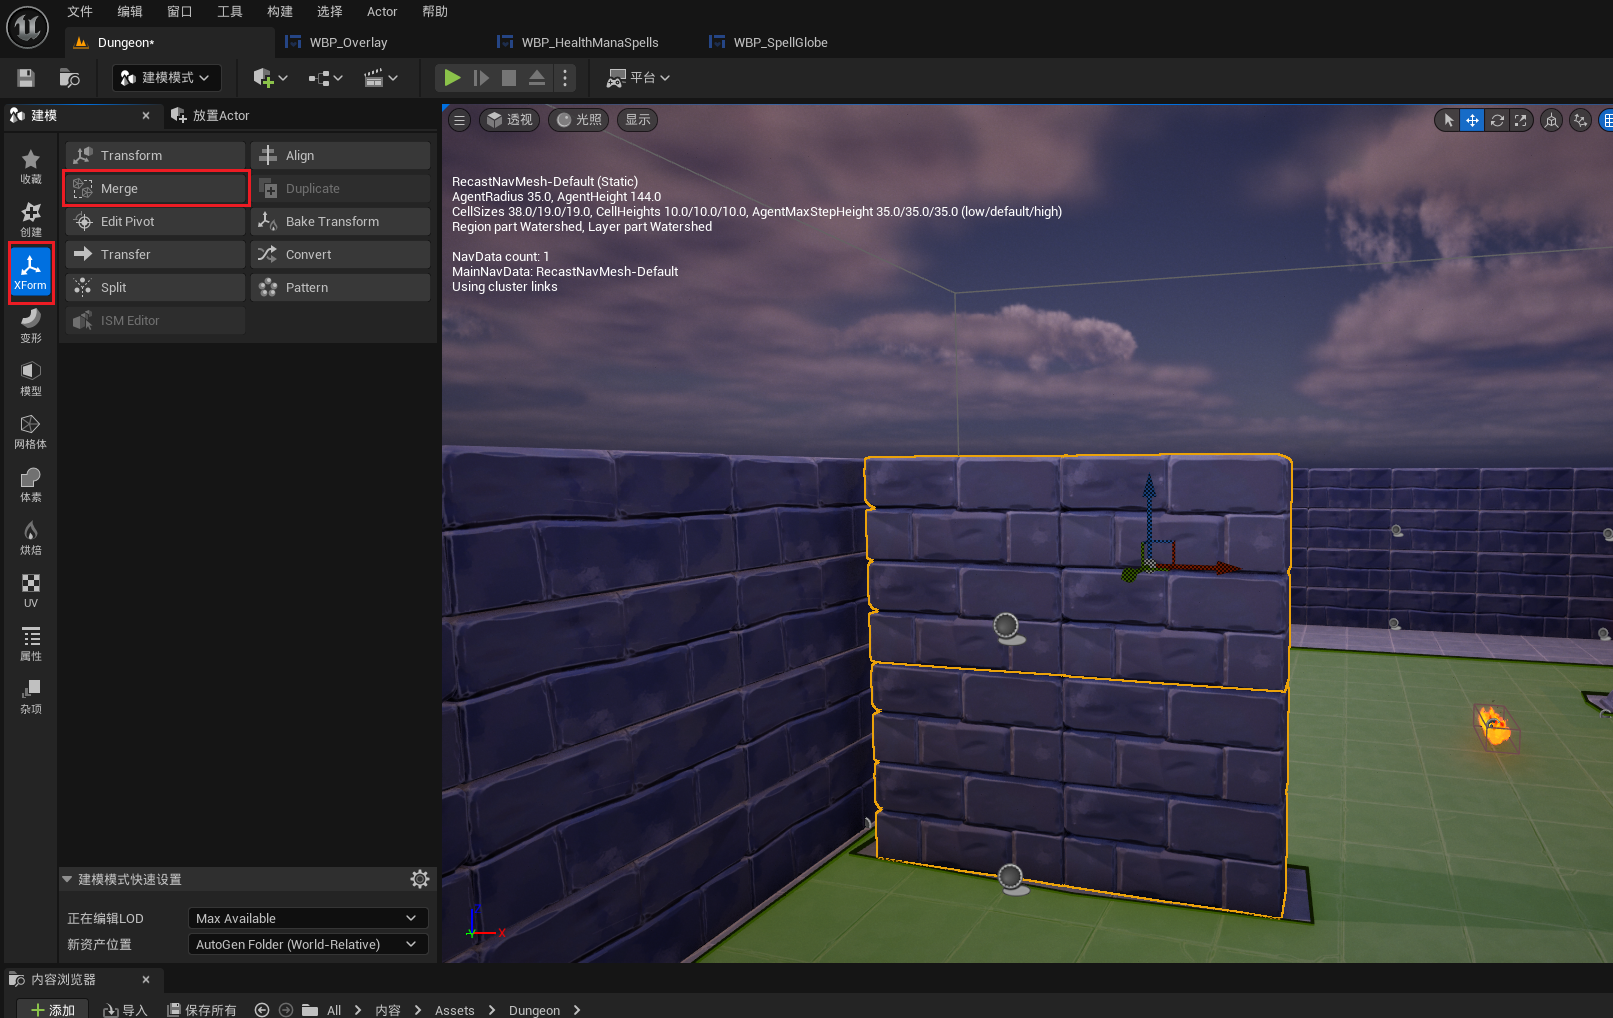 文件 编辑 窗口 工具 构建 选择 Actor 帮助
Dungeon* WBP_Overlay WBP_HealthManaSpells WBP_SpellGlobe
建模模式 平台
建模 放置Actor
透视 光照 显示
收藏
创建
XForm
变形
模型
网格体
体素
烘焙
UV
属性
杂项
Transform Align
Merge Duplicate
Edit Pivot Bake Transform
Transfer Convert
Split Pattern
ISM Editor
RecastNavMesh-Default (Static)
AgentRadius 35.0, AgentHeight 144.0
CellSizes 38.0/19.0/19.0, CellHeights 10.0/10.0/10.0, AgentMaxStepHeight 35.0/35.0/35.0 (low/default/high)
Region part Watershed, Layer part Watershed
NavData count: 1
MainNavData: RecastNavMesh-Default
Using cluster links
Z
Y X
建模模式快速设置
正在编辑LOD Max Available
新资产位置 AutoGen Folder (World-Relative)
内容浏览器
添加 导入 保存所有 All 内容 Assets Dungeon